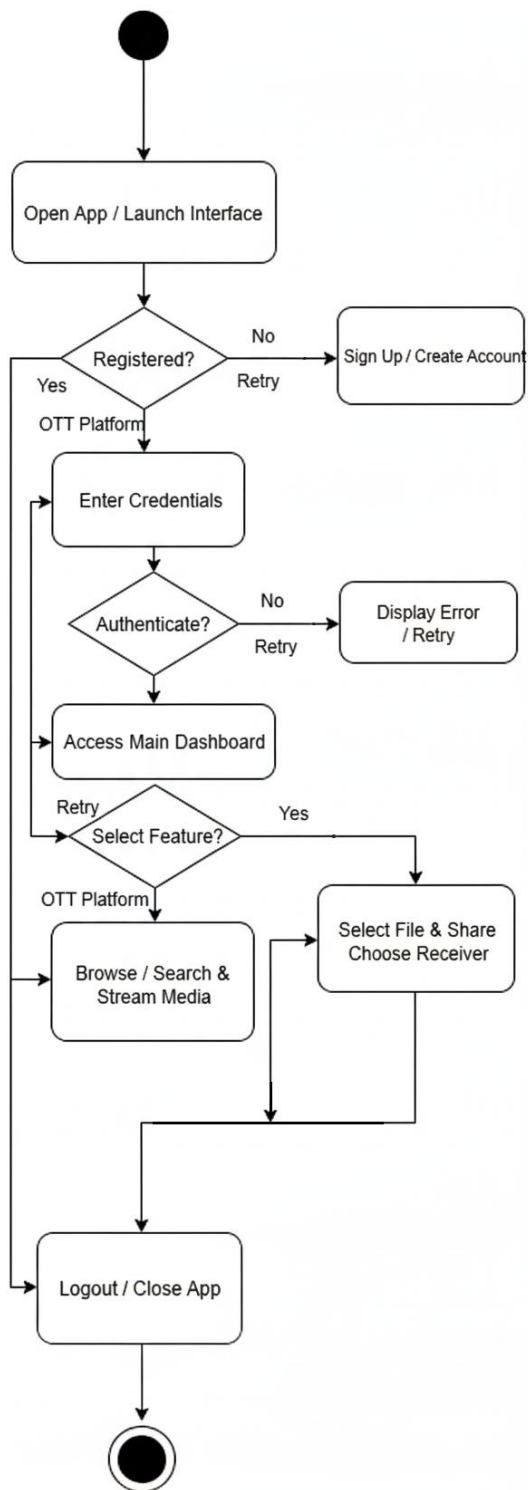 Open App / Launch Interface
Registered?
No
Retry
Sign Up / Create Account
Yes
OTT Platform
Enter Credentials
Authenticate?
No
Retry
Display Error
/ Retry
Access Main Dashboard
Retry
Select Feature?
Yes
OTT Platform
Select File & Share
Choose Receiver
Browse / Search &
Stream Media
Logout / Close App